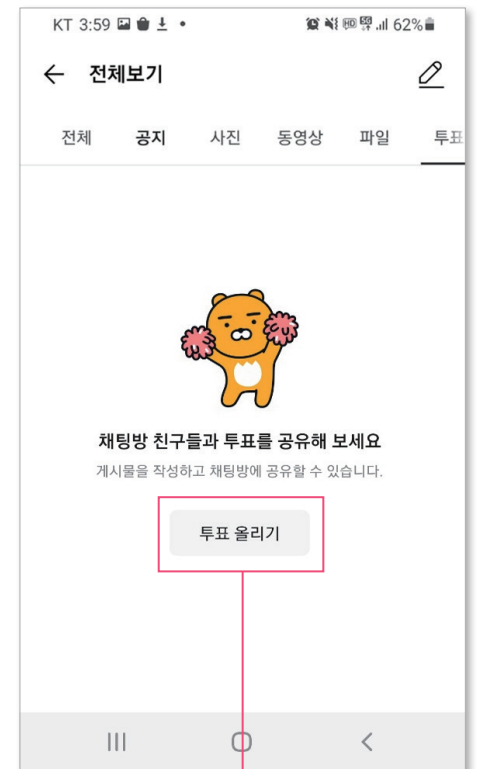 KT 3:59 62%
전체보기
전체 공지 사진 동영상 파일 투표
채팅방 친구들과 투표를 공유해 보세요
게시물을 작성하고 채팅방에 공유할 수 있습니다.
투표 올리기